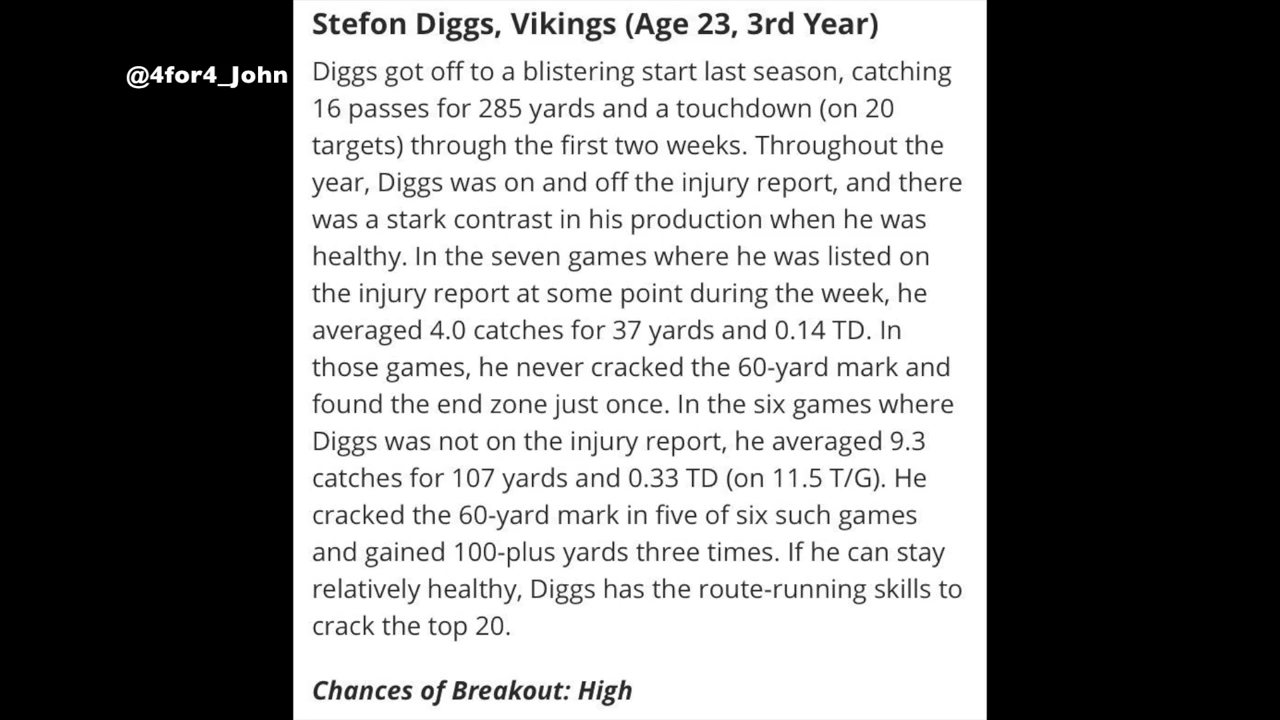 Stefon Diggs, Vikings (Age 23, 3rd Year)
@4for4_John
Diggs got off to a blistering start last season, catching
16 passes for 285 yards and a touchdown (on 20
targets) through the first two weeks. Throughout the
year, Diggs was on and off the injury report, and there
was a stark contrast in his production when he was
healthy. In the seven games where he was listed on
the injury report at some point during the week, he
averaged 4.0 catches for 37 yards and 0.14 TD. In
those games, he never cracked the 60-yard mark and
found the end zone just once. In the six games where
Diggs was not on the injury report, he averaged 9.3
catches for 107 yards and 0.33 TD (on 11.5 T/G). He
cracked the 60-yard mark in five of six such games
and gained 100-plus yards three times. If he can stay
relatively healthy, Diggs has the route-running skills to
crack the top 20.
Chances of Breakout: High